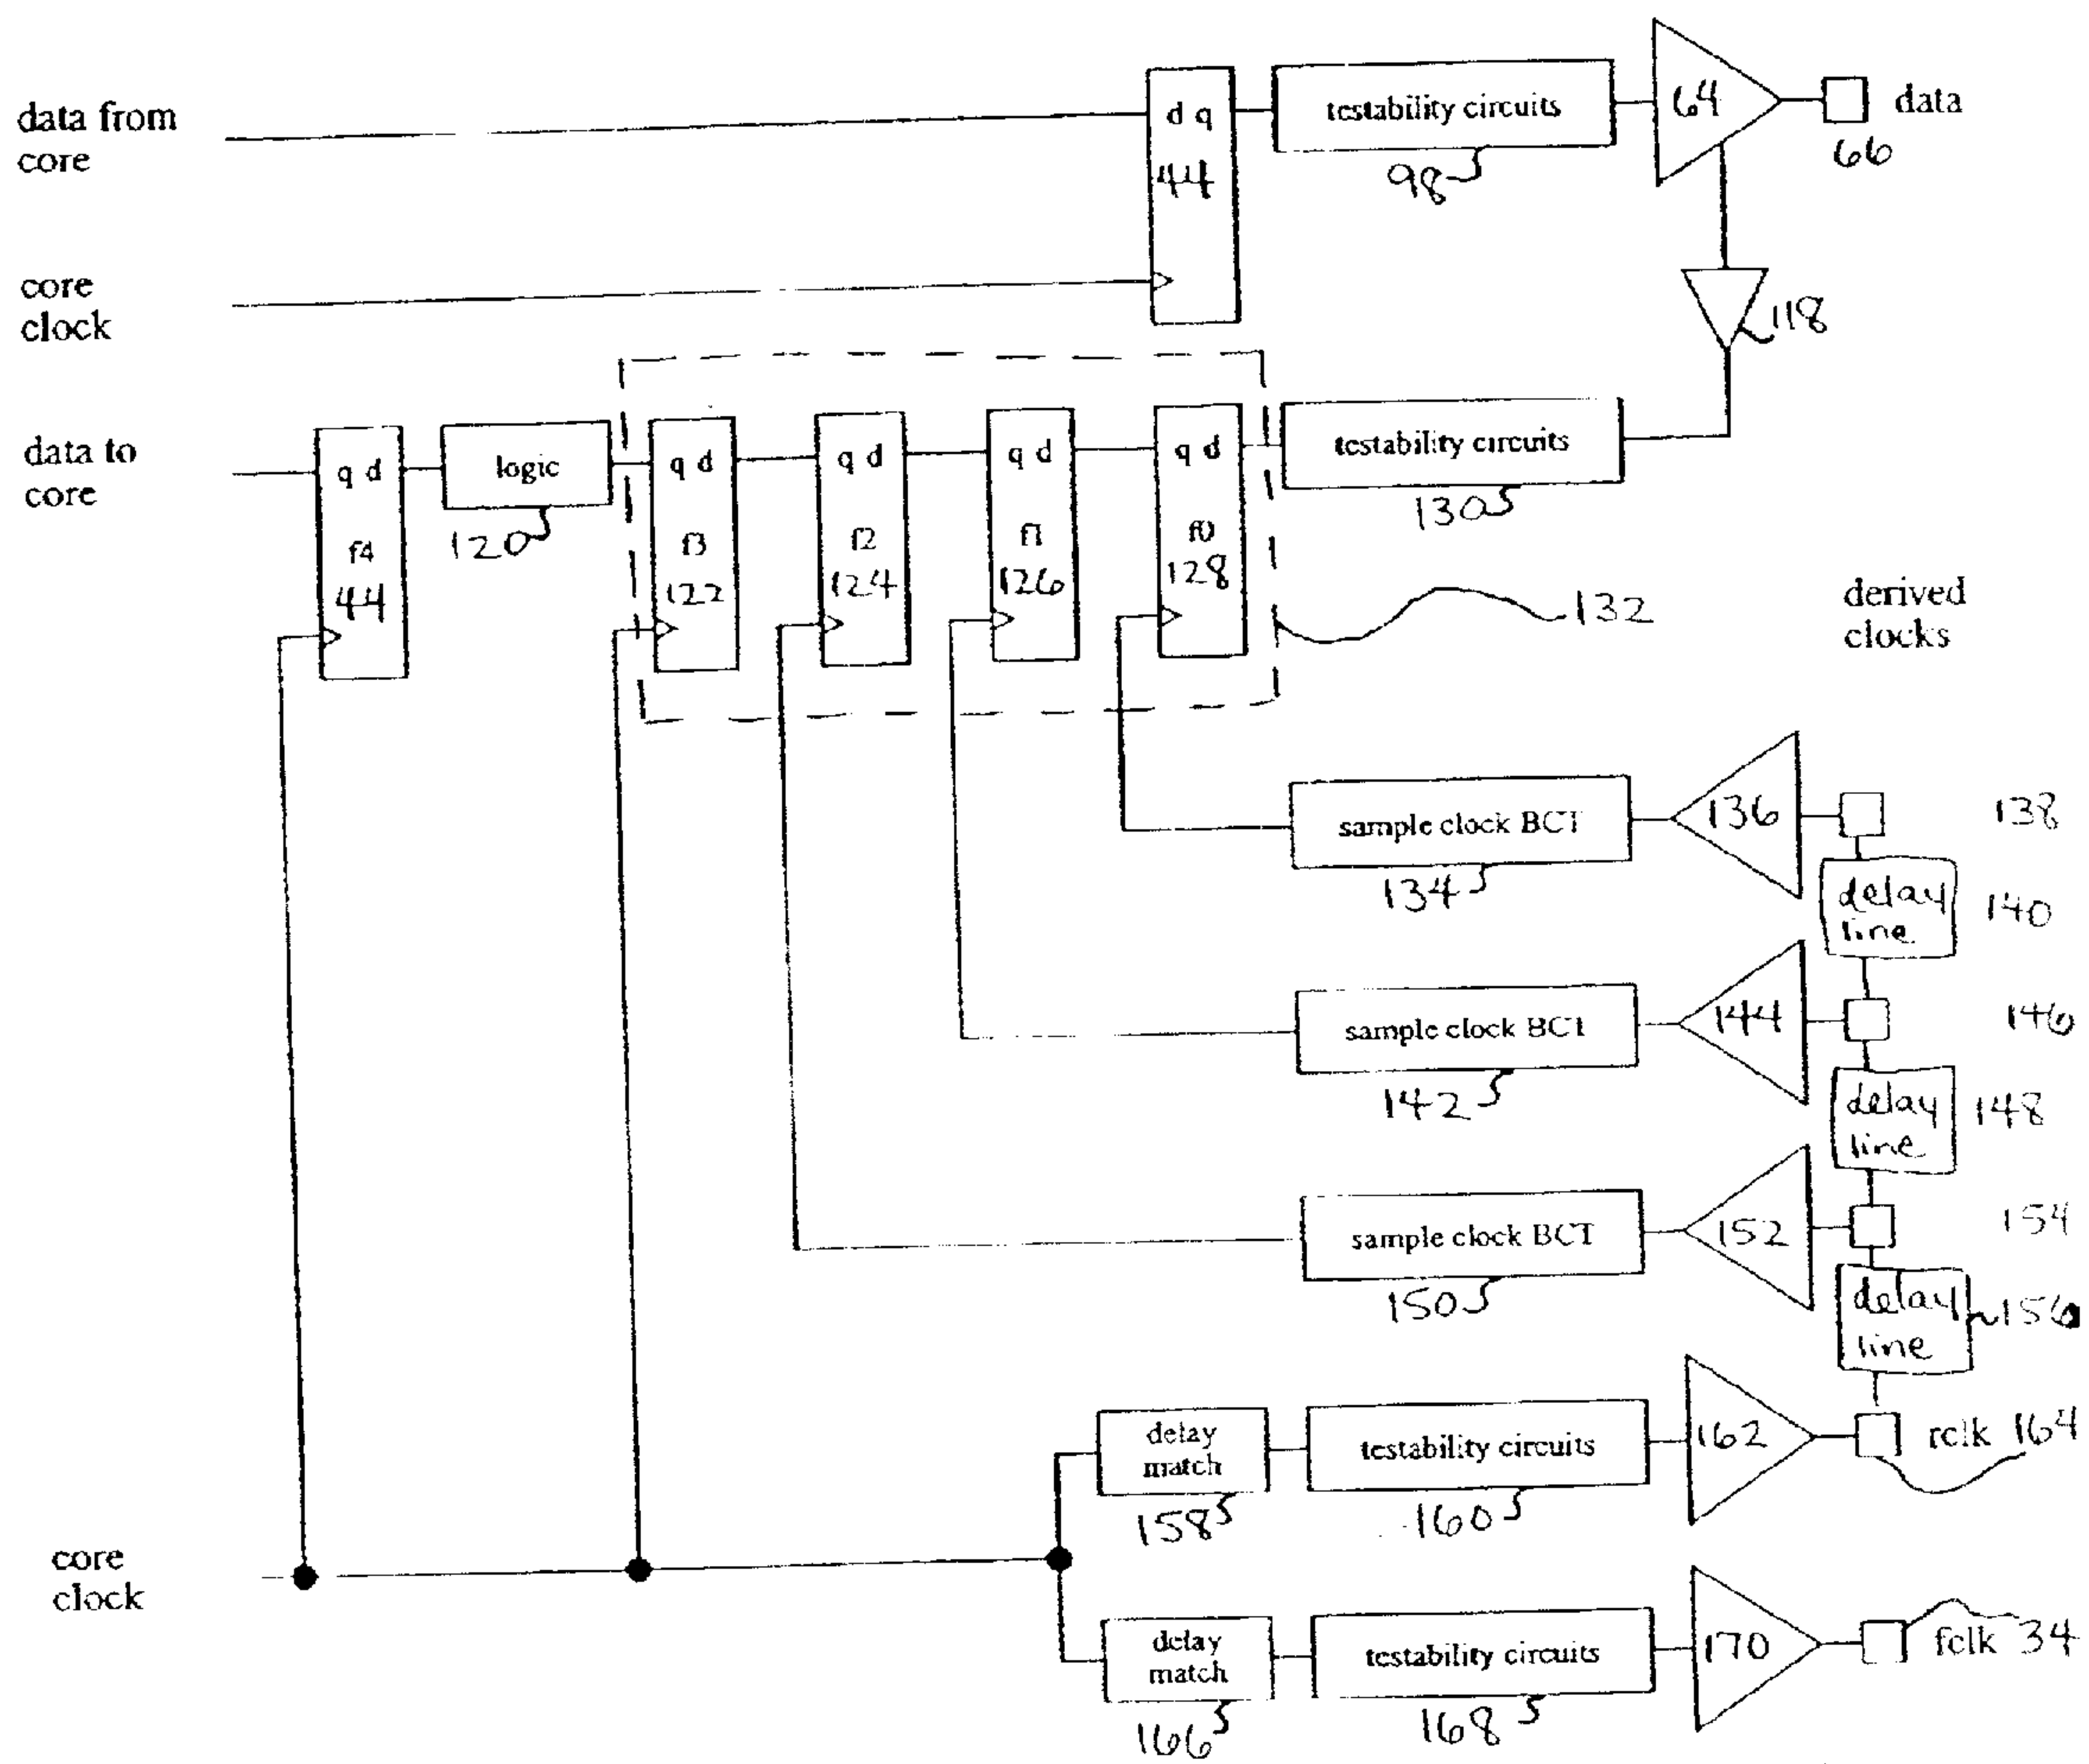 data from
core
d q
44
testability circuits
98
64
data
66
core
clock
118
data to
core
q d
f4
44
logic
120
q d
f3
122
q d
f2
124
q d
f1
126
q d
f0
128
testability circuits
130
132
derived
clocks
sample clock BCT
134
136
138
delay
line
140
sample clock BCT
142
144
146
delay
line
148
sample clock BCT
150
152
154
delay
line
156
delay
match
158
testability circuits
160
162
rclk 164
core
clock
delay
match
166
testability circuits
168
170
fclk 34